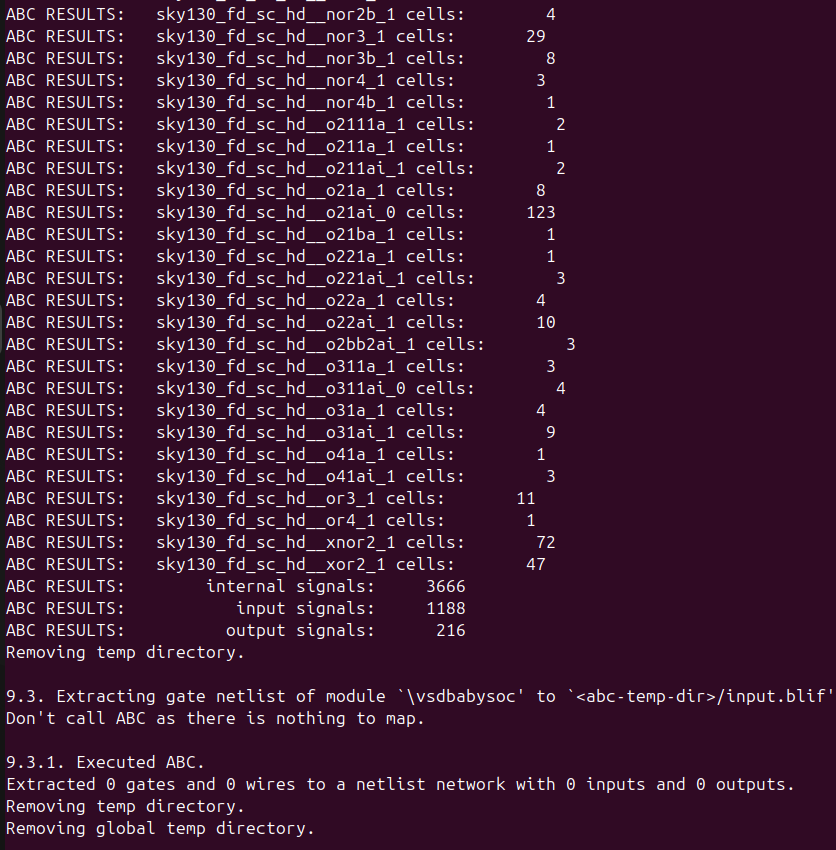 ABC RESULTS:   sky130_fd_sc_hd__nor2b_1 cells:        4
ABC RESULTS:   sky130_fd_sc_hd__nor3_1 cells:       29
ABC RESULTS:   sky130_fd_sc_hd__nor3b_1 cells:        8
ABC RESULTS:   sky130_fd_sc_hd__nor4_1 cells:        3
ABC RESULTS:   sky130_fd_sc_hd__nor4b_1 cells:        1
ABC RESULTS:   sky130_fd_sc_hd__o2111a_1 cells:        2
ABC RESULTS:   sky130_fd_sc_hd__o211a_1 cells:        1
ABC RESULTS:   sky130_fd_sc_hd__o211ai_1 cells:        2
ABC RESULTS:   sky130_fd_sc_hd__o21a_1 cells:        8
ABC RESULTS:   sky130_fd_sc_hd__o21ai_0 cells:      123
ABC RESULTS:   sky130_fd_sc_hd__o21ba_1 cells:        1
ABC RESULTS:   sky130_fd_sc_hd__o221a_1 cells:        1
ABC RESULTS:   sky130_fd_sc_hd__o221ai_1 cells:        3
ABC RESULTS:   sky130_fd_sc_hd__o22a_1 cells:        4
ABC RESULTS:   sky130_fd_sc_hd__o22ai_1 cells:       10
ABC RESULTS:   sky130_fd_sc_hd__o2bb2ai_1 cells:        3
ABC RESULTS:   sky130_fd_sc_hd__o311a_1 cells:        3
ABC RESULTS:   sky130_fd_sc_hd__o311ai_0 cells:        4
ABC RESULTS:   sky130_fd_sc_hd__o31a_1 cells:        4
ABC RESULTS:   sky130_fd_sc_hd__o31ai_1 cells:        9
ABC RESULTS:   sky130_fd_sc_hd__o41a_1 cells:        1
ABC RESULTS:   sky130_fd_sc_hd__o41ai_1 cells:        3
ABC RESULTS:   sky130_fd_sc_hd__or3_1 cells:       11
ABC RESULTS:   sky130_fd_sc_hd__or4_1 cells:        1
ABC RESULTS:   sky130_fd_sc_hd__xnor2_1 cells:       72
ABC RESULTS:   sky130_fd_sc_hd__xor2_1 cells:       47
ABC RESULTS:        internal signals:     3666
ABC RESULTS:           input signals:     1188
ABC RESULTS:          output signals:      216
Removing temp directory.

9.3. Extracting gate netlist of module `\vsdbabysoc' to `<abc-temp-dir>/input.blif'
Don't call ABC as there is nothing to map.

9.3.1. Executed ABC.
Extracted 0 gates and 0 wires to a netlist network with 0 inputs and 0 outputs.
Removing temp directory.
Removing global temp directory.